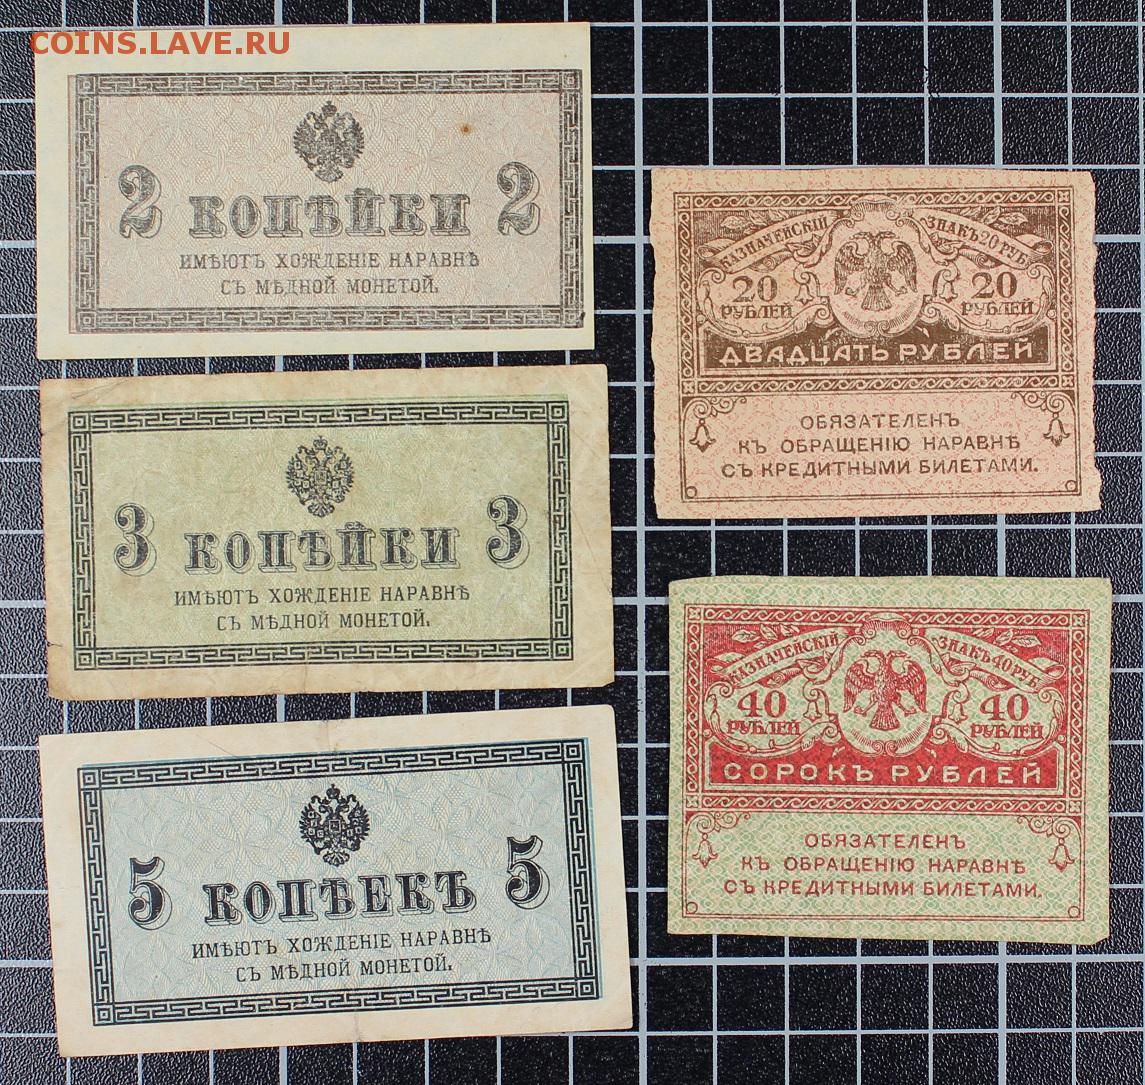 COINS.LAVE.RU
2 КОПѢЙКИ 2
ИМѢЮТЪ ХОЖДЕНІЕ НАРАВНѢ
СЪ МѢДНОЙ МОНЕТОЙ.
3 КОПѢЙКИ 3
ИМѢЮТЪ ХОЖДЕНІЕ НАРАВНѢ
СЪ МѢДНОЙ МОНЕТОЙ.
5 КОПѢЕКЪ 5
ИМѢЮТЪ ХОЖДЕНІЕ НАРАВНѢ
СЪ МѢДНОЙ МОНЕТОЙ.
КАЗНАЧЕЙСКІЙ ЗНАКЪ 20 РУБ.
20 20
РУБЛЕЙ РУБЛЕЙ
ДВАДЦАТЬ РУБЛЕЙ
ОБЯЗАТЕЛЕНЪ
КЪ ОБРАЩЕНІЮ НАРАВНѢ
СЪ КРЕДИТНЫМИ БИЛЕТАМИ.
КАЗНАЧЕЙСКІЙ ЗНАКЪ 40 РУБ.
40 40
РУБЛЕЙ РУБЛЕЙ
СОРОКЪ РУБЛЕЙ
ОБЯЗАТЕЛЕНЪ
КЪ ОБРАЩЕНІЮ НАРАВНѢ
СЪ КРЕДИТНЫМИ БИЛЕТАМИ.